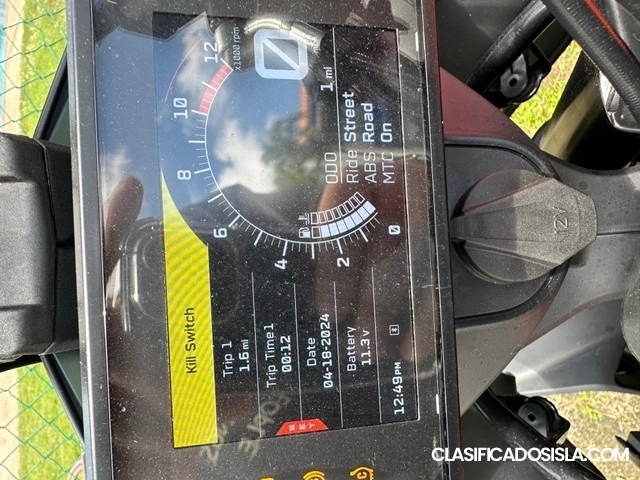 Kill Switch
Trip 1
1.6 mi
Trip Time 1
00:12
Date
04-18-2024
Battery
11.3 V
12:49 PM
SET
0
2
4
6
8
10
12
x1000 rpm
1 mi
000
Ride Street
ABS Road
MTC On
12V
CLASIFICADOSISLA.COM